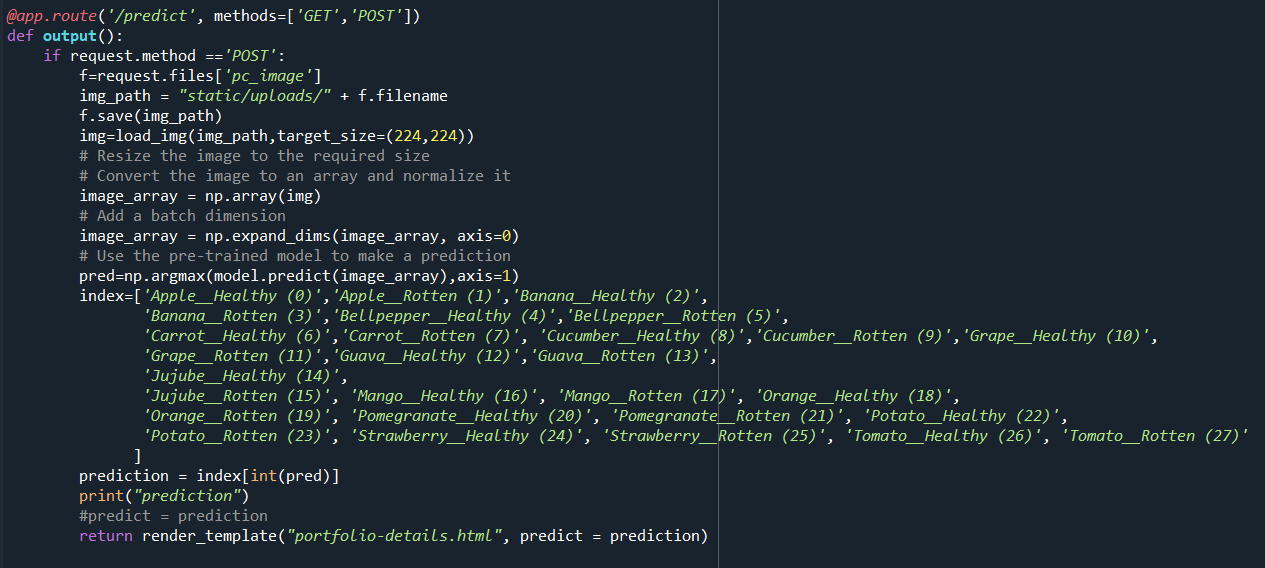 @app.route('/predict', methods=['GET','POST'])
def output():
    if request.method =='POST':
        f=request.files['pc_image']
        img_path = "static/uploads/" + f.filename
        f.save(img_path)
        img=load_img(img_path,target_size=(224,224))
        # Resize the image to the required size
        # Convert the image to an array and normalize it
        image_array = np.array(img)
        # Add a batch dimension
        image_array = np.expand_dims(image_array, axis=0)
        # Use the pre-trained model to make a prediction
        pred=np.argmax(model.predict(image_array),axis=1)
        index=['Apple__Healthy (0)','Apple__Rotten (1)','Banana__Healthy (2)',
               'Banana__Rotten (3)','Bellpepper__Healthy (4)','Bellpepper__Rotten (5)',
               'Carrot__Healthy (6)','Carrot__Rotten (7)', 'Cucumber__Healthy (8)','Cucumber__Rotten (9)','Grape__Healthy (10)',
               'Grape__Rotten (11)','Guava__Healthy (12)','Guava__Rotten (13)',
               'Jujube__Healthy (14)',
               'Jujube__Rotten (15)', 'Mango__Healthy (16)', 'Mango__Rotten (17)', 'Orange__Healthy (18)',
               'Orange__Rotten (19)', 'Pomegranate__Healthy (20)', 'Pomegranate__Rotten (21)', 'Potato__Healthy (22)',
               'Potato__Rotten (23)', 'Strawberry__Healthy (24)', 'Strawberry__Rotten (25)', 'Tomato__Healthy (26)', 'Tomato__Rotten (27)'
              ]
        prediction = index[int(pred)]
        print("prediction")
        #predict = prediction
        return render_template("portfolio-details.html", predict = prediction)